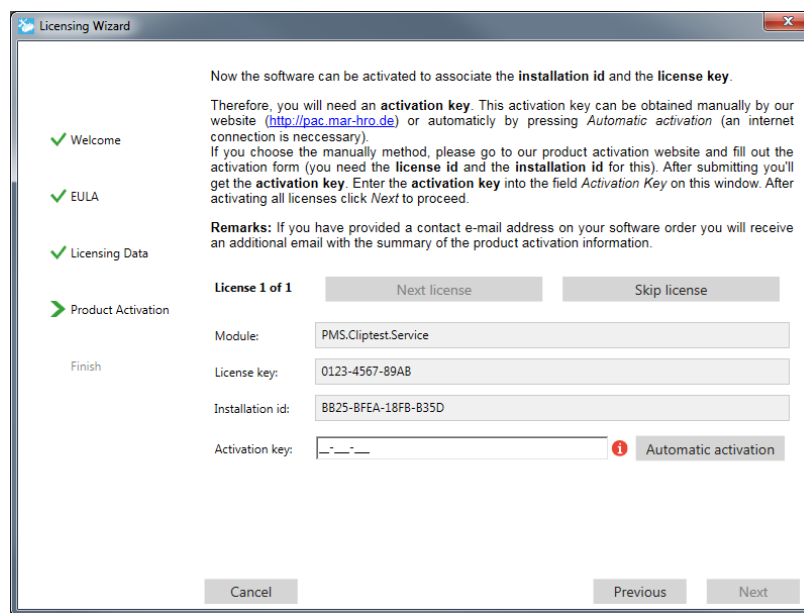 Licensing Wizard
Now the software can be activated to associate the installation id and the license key.
Therefore, you will need an activation key. This activation key can be obtained manually by our
website (http://pac.mar-hro.de) or automaticly by pressing Automatic activation (an internet
connection is neccessary).
If you choose the manually method, please go to our product activation website and fill out the
activation form (you need the license id and the installation id for this). After submitting you'll
get the activation key. Enter the activation key into the field Activation Key on this window. After
activating all licenses click Next to proceed.
Remarks: If you have provided a contact e-mail address on your software order you will receive
an additional email with the summary of the product activation information.
Welcome
EULA
Licensing Data
Product Activation
Finish
License 1 of 1 Next license Skip license
Module: PMS.Cliptest.Service
License key: 0123-4567-89AB
Installation id: BB25-BFEA-18FB-B35D
Activation key: __-__-__ Automatic activation
Cancel Previous Next